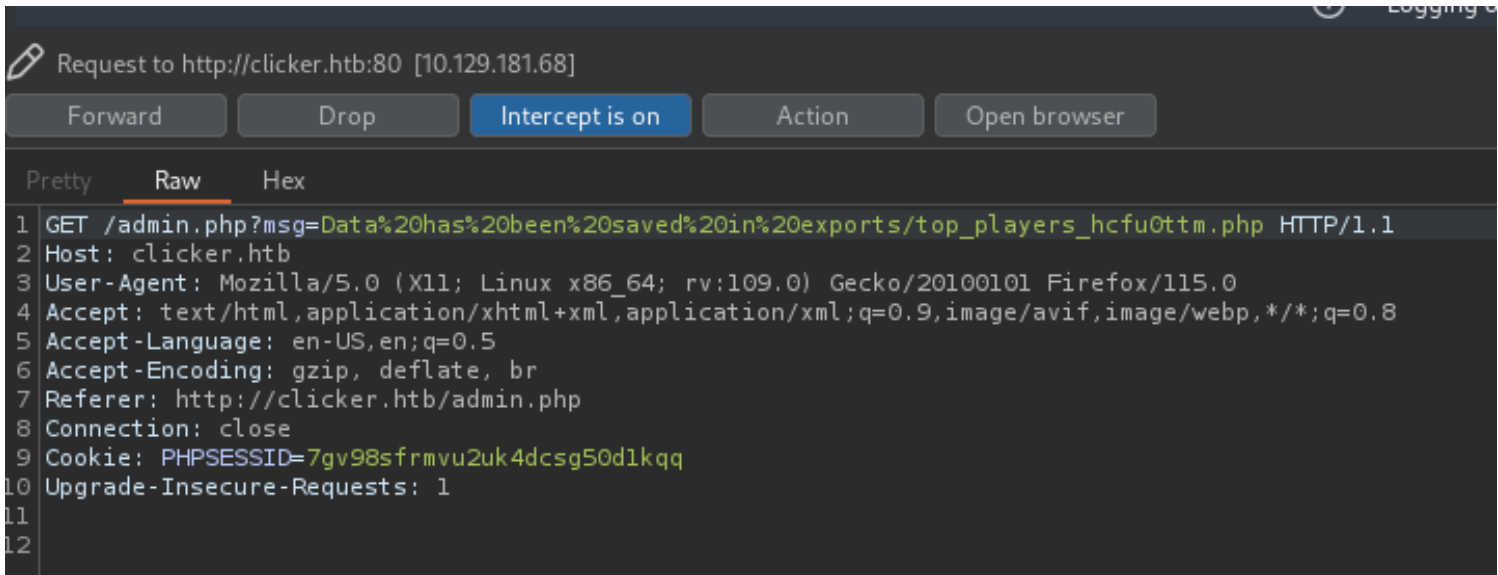 Request to http://clicker.htb:80 [10.129.181.68]
Forward Drop Intercept is on Action Open browser
Pretty Raw Hex
1 GET /admin.php?msg=Data%20has%20been%20saved%20in%20exports/top_players_hcfu0ttm.php HTTP/1.1
2 Host: clicker.htb
3 User-Agent: Mozilla/5.0 (X11; Linux x86_64; rv:109.0) Gecko/20100101 Firefox/115.0
4 Accept: text/html,application/xhtml+xml,application/xml;q=0.9,image/avif,image/webp,*/*;q=0.8
5 Accept-Language: en-US,en;q=0.5
6 Accept-Encoding: gzip, deflate, br
7 Referer: http://clicker.htb/admin.php
8 Connection: close
9 Cookie: PHPSESSID=7gv98sfrmvu2uk4dcsg50d1kqq
10 Upgrade-Insecure-Requests: 1
11
12